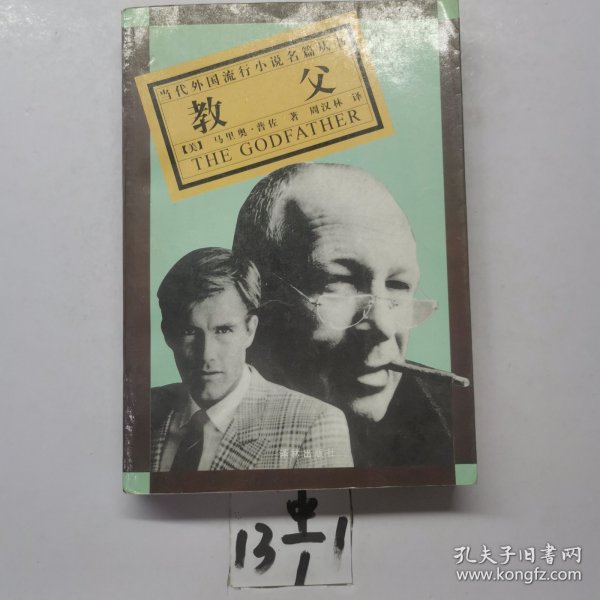 当代外国流行小说名篇丛书
教 父
【美】 马里奥·普佐 著 周汉林 译
THE GODFATHER
译林出版社
13 中 1
1
孔夫子旧书网
www.kongfz.com